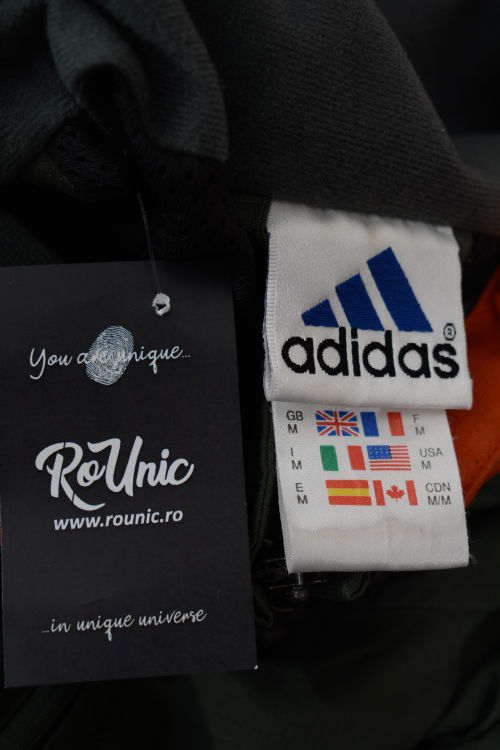 You are unique...
RoUnic
www.rounic.ro
...in unique universe
adidas®
GB M F M
I M USA M
E M CDN M/M